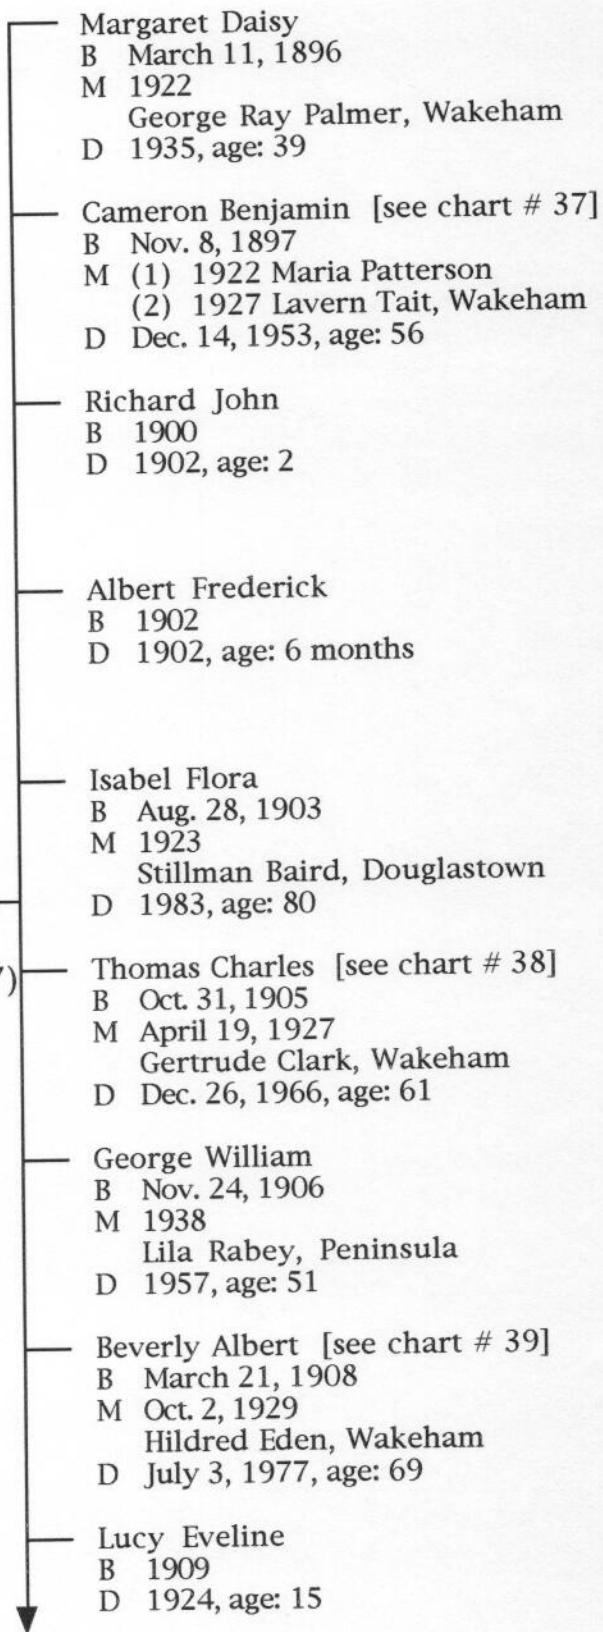 Margaret Daisy
B March 11, 1896
M 1922
George Ray Palmer, Wakeham
D 1935, age: 39
Cameron Benjamin [see chart # 37]
B Nov. 8, 1897
M (1) 1922 Maria Patterson
(2) 1927 Lavern Tait, Wakeham
D Dec. 14, 1953, age: 56
Richard John
B 1900
D 1902, age: 2
Albert Frederick
B 1902
D 1902, age: 6 months
Isabel Flora
B Aug. 28, 1903
M 1923
Stillman Baird, Douglastown
D 1983, age: 80
Thomas Charles [see chart # 38]
B Oct. 31, 1905
M April 19, 1927
Gertrude Clark, Wakeham
D Dec. 26, 1966, age: 61
George William
B Nov. 24, 1906
M 1938
Lila Rabey, Peninsula
D 1957, age: 51
Beverly Albert [see chart # 39]
B March 21, 1908
M Oct. 2, 1929
Hildred Eden, Wakeham
D July 3, 1977, age: 69
Lucy Eveline
B 1909
D 1924, age: 15